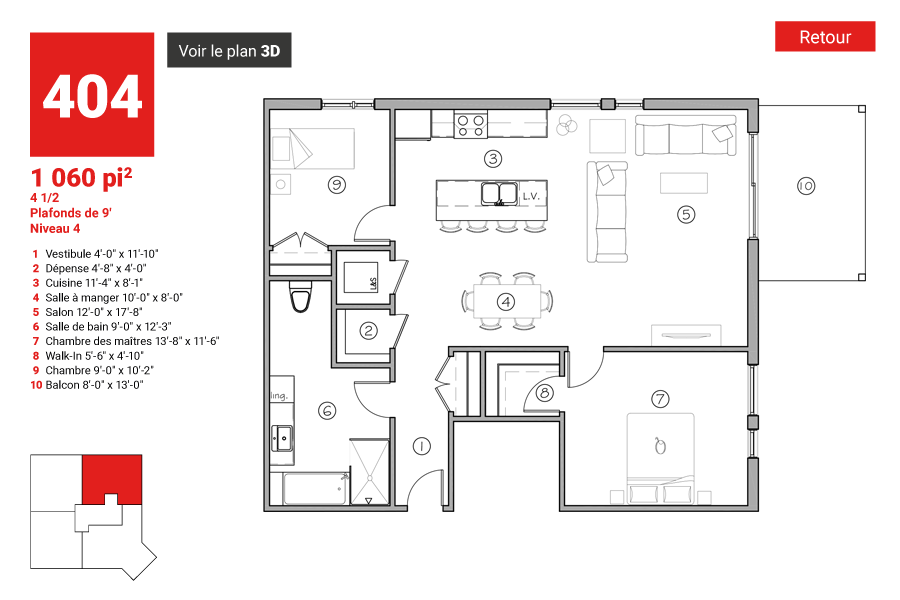 404
Voir le plan 3D
Retour
1 060 pi²
4 1/2
Plafonds de 9'
Niveau 4
1 Vestibule 4'-0" x 11'-10"
2 Dépense 4'-8" x 4'-0"
3 Cuisine 11'-4" x 8'-1"
4 Salle à manger 10'-0" x 8'-0"
5 Salon 12'-0" x 17'-8"
6 Salle de bain 9'-0" x 12'-3"
7 Chambre des maîtres 13'-8" x 11'-6"
8 Walk-In 5'-6" x 4'-10"
9 Chambre 9'-0" x 10'-2"
10 Balcon 8'-0" x 13'-0"
3
9
10
L.V.
5
L&S
4
2
8
ling.
6
7
1